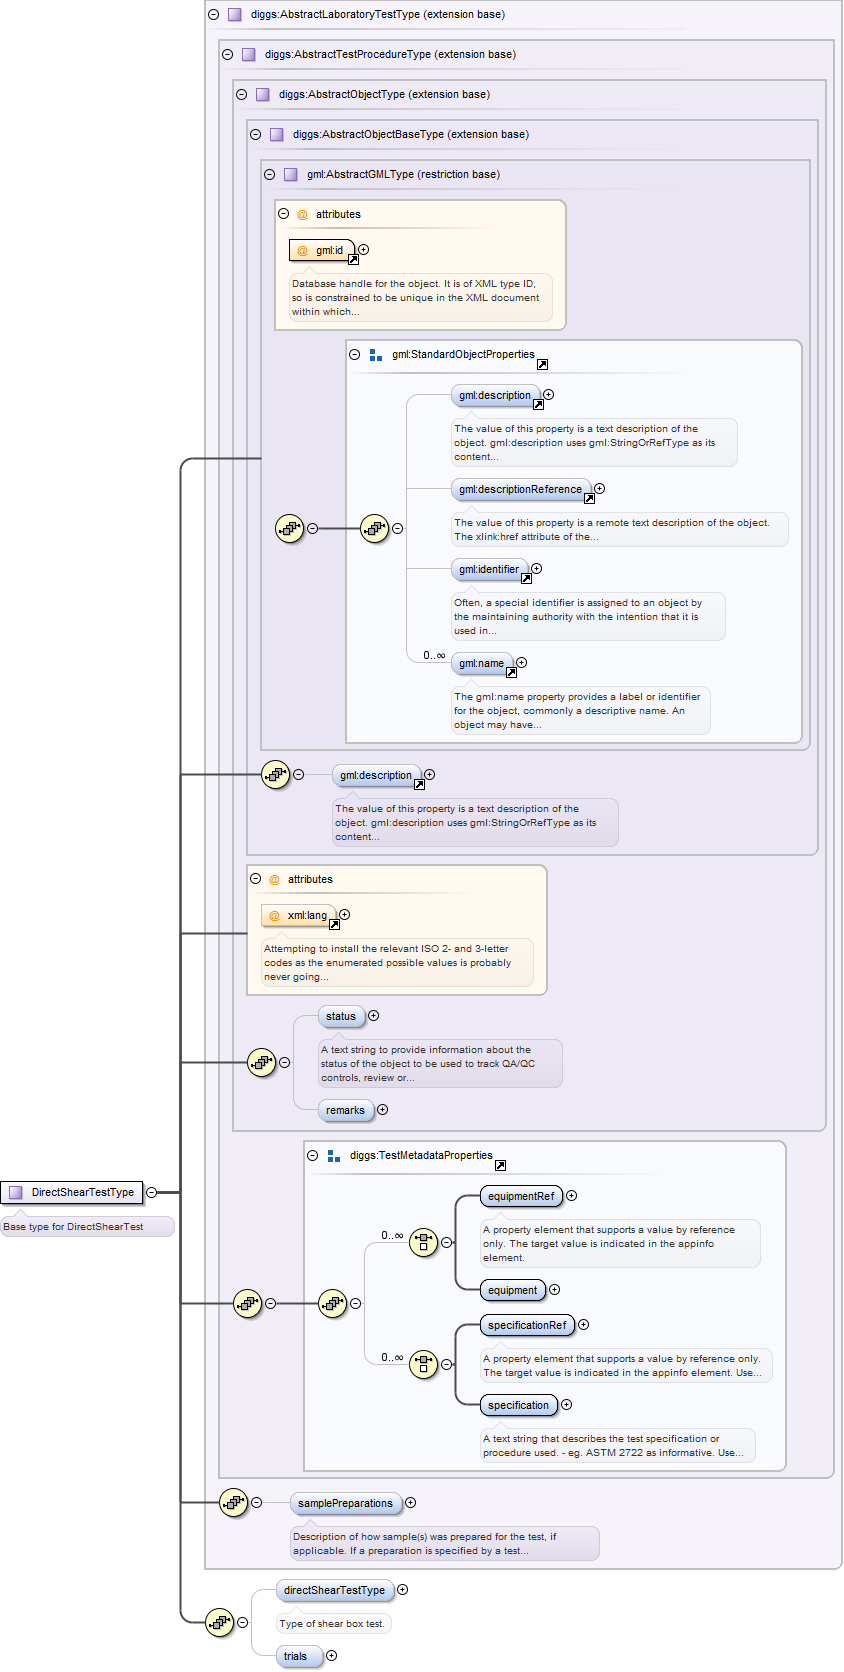 diggs:AbstractLaboratoryTestType (extension base)
diggs:AbstractTestProcedureType (extension base)
diggs:AbstractObjectType (extension base)
diggs:AbstractObjectBaseType (extension base)
gml:AbstractGMLType (restriction base)
@ attributes
@ gml:id
Database handle for the object. It is of XML type ID,
so is constrained to be unique in the XML document
within which...
gml:StandardObjectProperties
gml:description
The value of this property is a text description of the
object. gml:description uses gml:StringOrRefType as its
content...
gml:descriptionReference
The value of this property is a remote text description of the object.
The xlink:href attribute of the...
gml:identifier
Often, a special identifier is assigned to an object by
the maintaining authority with the intention that it is
used in...
0..∞
gml:name
The gml:name property provides a label or identifier
for the object, commonly a descriptive name. An
object may have...
gml:description
The value of this property is a text description of the
object. gml:description uses gml:StringOrRefType as its
content...
@ attributes
@ xml:lang
Attempting to install the relevant ISO 2- and 3-letter
codes as the enumerated possible values is probably
never going...
status
A text string to provide information about the
status of the object to be used to track QA/QC
controls, review or...
remarks
diggs:TestMetadataProperties
DirectShearTestType
Base type for DirectShearTest
equipmentRef
A property element that supports a value by reference
only. The target value is indicated in the appinfo
element.
0..∞
equipment
specificationRef
0..∞
A property element that supports a value by reference only.
The target value is indicated in the appinfo element. Use...
specification
A text string that describes the test specification or
procedure used. - eg. ASTM 2722 as informative. Use...
samplePreparations
Description of how sample(s) was prepared for the test, if
applicable. If a preparation is specified by a test...
directShearTestType
Type of shear box test.
trials